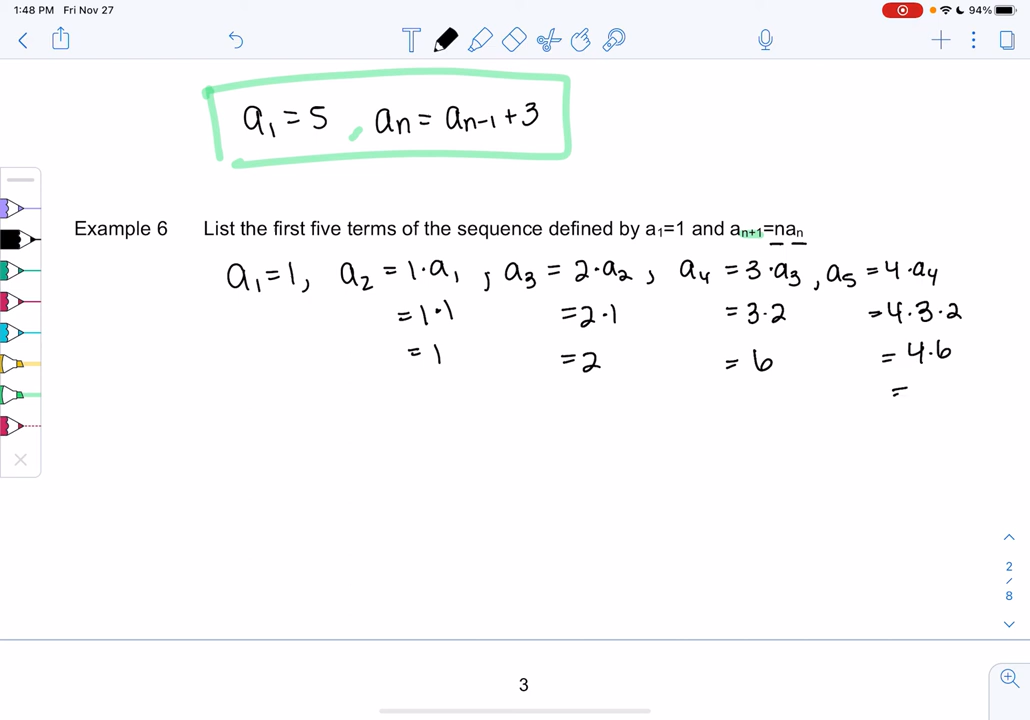 1:48 PM Fri Nov 27 94%
T
a₁ = 5 , aₙ = aₙ₋₁ + 3
Example 6 List the first five terms of the sequence defined by a₁=1 and aₙ₊₁=naₙ
a₁ = 1, a₂ = 1·a₁ , a₃ = 2·a₂ , a₄ = 3·a₃ , a₅ = 4·a₄
= 1·1 = 2·1 = 3·2 = 4·3·2
= 1 = 2 = 6 = 4·6
=
2
/
8
3